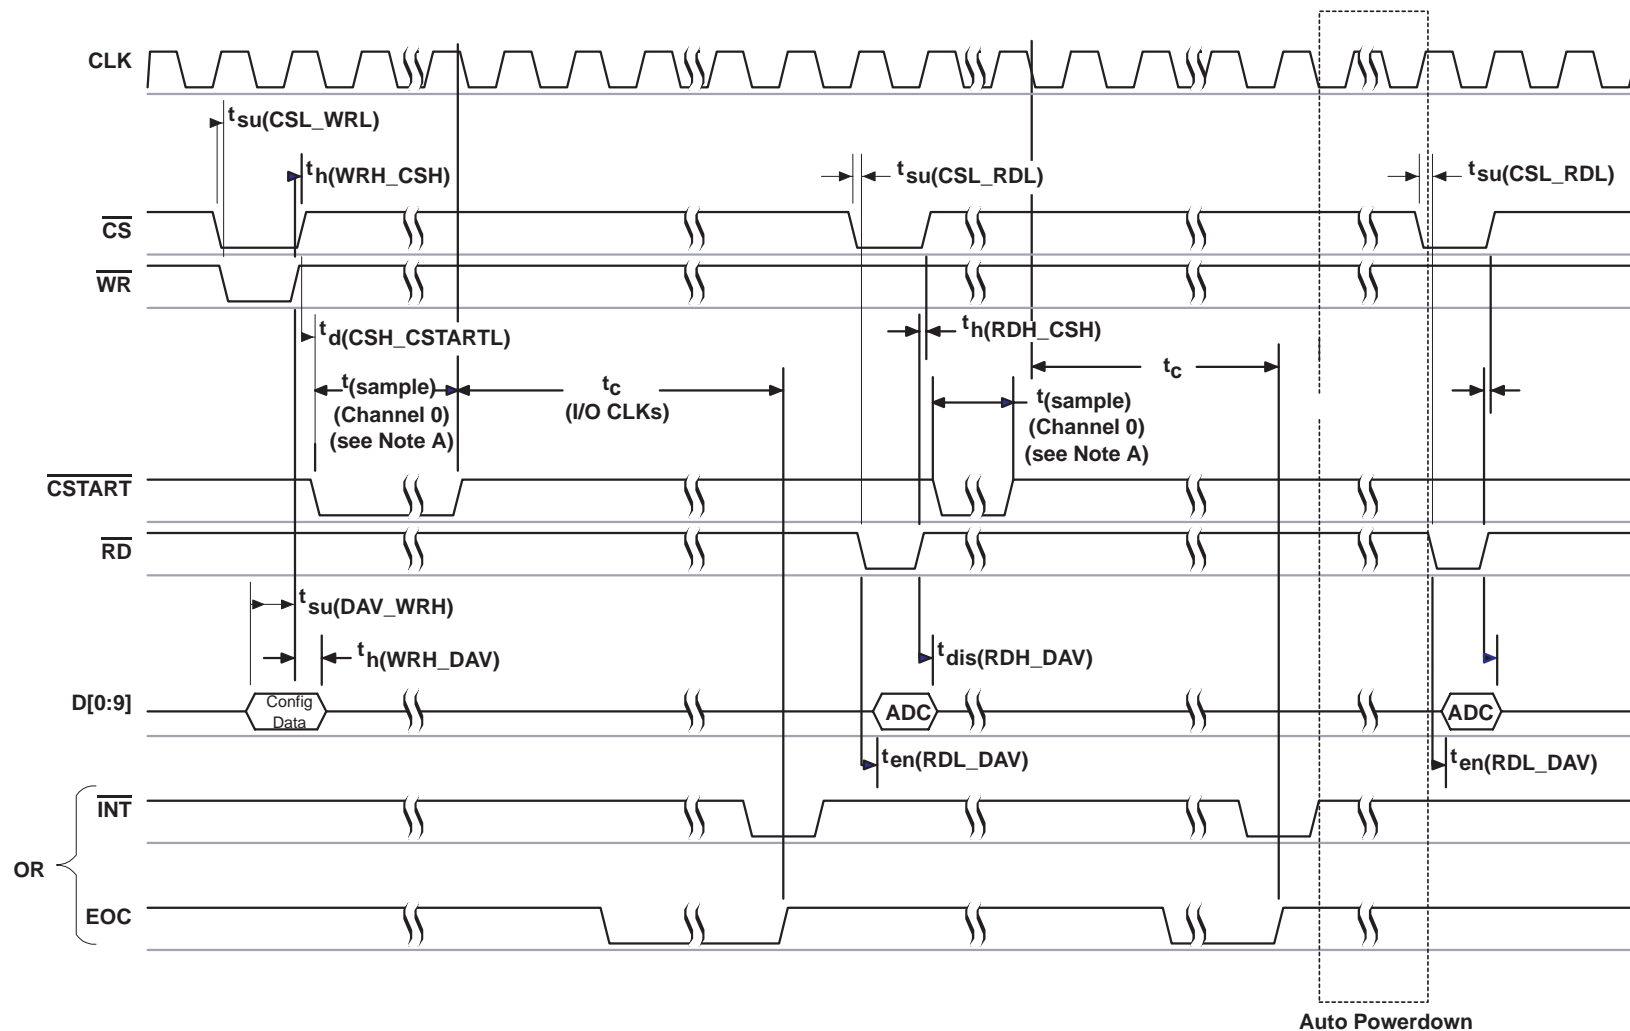 CLK
tsu(CSL_WRL)
th(WRH_CSH)
tsu(CSL_RDL)
tsu(CSL_RDL)
CS
WR
td(CSH_CSTARTL)
th(RDH_CSH)
t(sample)
(Channel 0)
(see Note A)
tc
(I/O CLKs)
tc
t(sample)
(Channel 0)
(see Note A)
CSTART
RD
tsu(DAV_WRH)
th(WRH_DAV)
tdis(RDH_DAV)
D[0:9]
Config
Data
ADC
ADC
ten(RDL_DAV)
ten(RDL_DAV)
INT
OR
EOC
Auto Powerdown